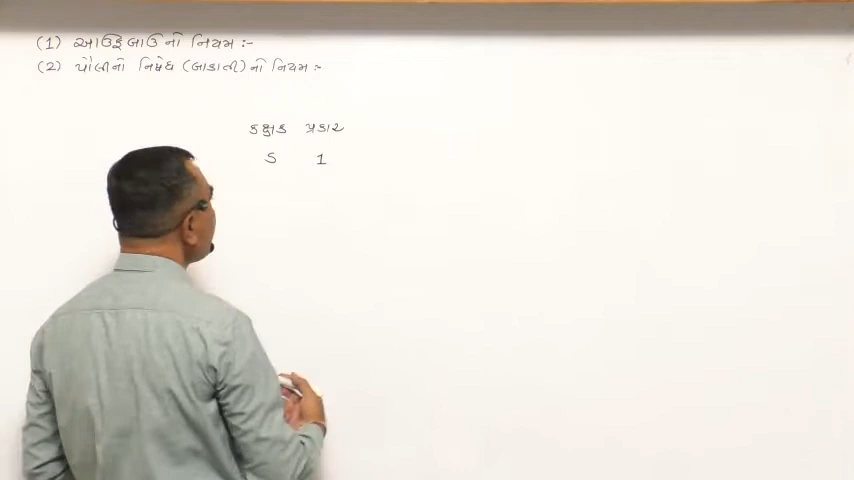 (1) આઉફબાઉનો નિયમ :-
(2) પૌલીનો નિષેધ (બાકાતી) નો નિયમ :-
કક્ષક પ્રકાર
S 1